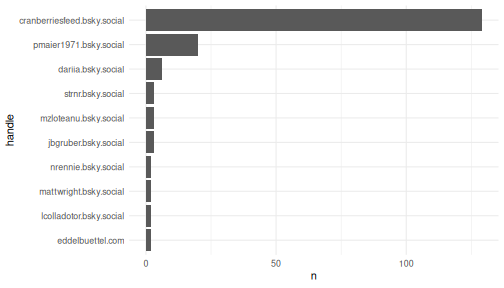 handle
cranberriesfeed.bsky.social
pmaier1971.bsky.social
dariia.bsky.social
strnr.bsky.social
mzloteanu.bsky.social
jbgruber.bsky.social
nrennie.bsky.social
mattwright.bsky.social
lcolladotor.bsky.social
eddelbuettel.com
0 50 100
n